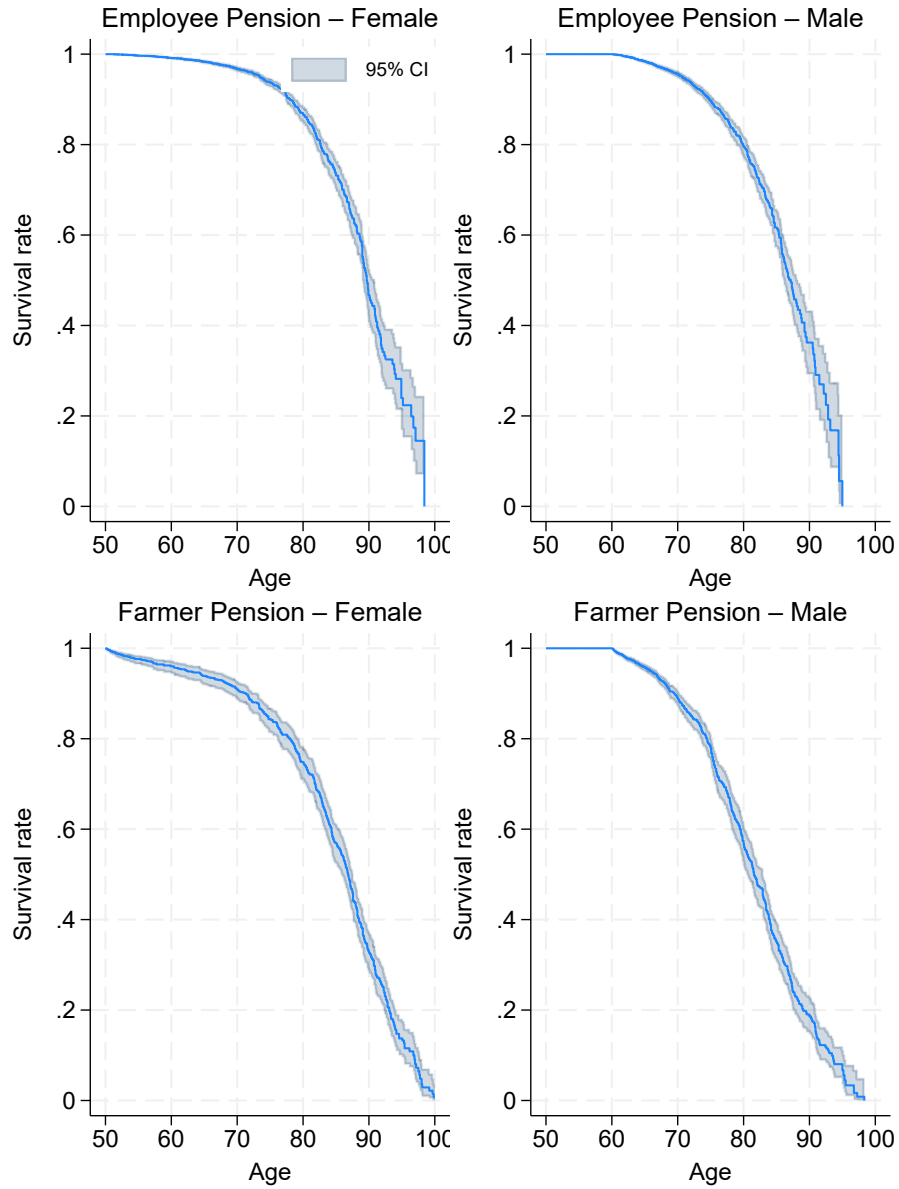 Employee Pension – Female
1
.8
.6
.4
.2
0
Survival rate
95% CI
50 60 70 80 90 100
Age
Employee Pension – Male
1
.8
.6
.4
.2
0
Survival rate
50 60 70 80 90 100
Age
Farmer Pension – Female
1
.8
.6
.4
.2
0
Survival rate
50 60 70 80 90 100
Age
Farmer Pension – Male
1
.8
.6
.4
.2
0
Survival rate
50 60 70 80 90 100
Age